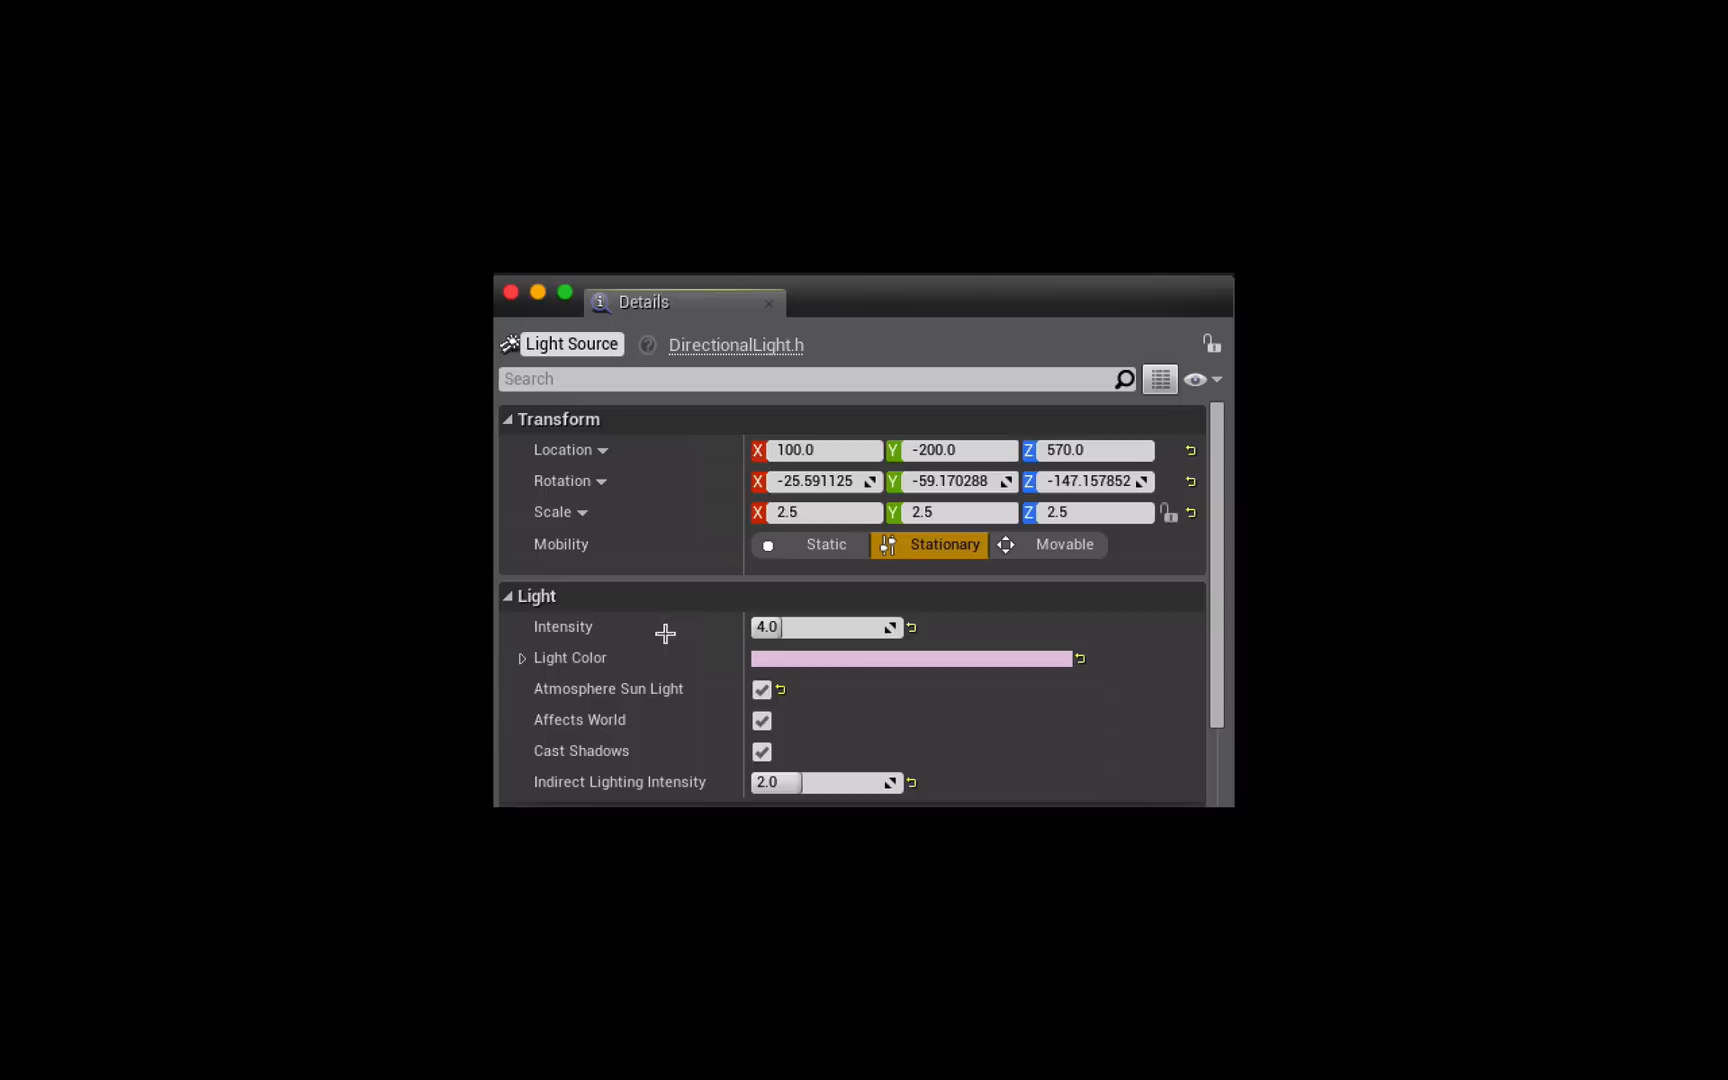 Details
Light Source DirectionalLight.h
Search
Transform
Location X 100.0 Y -200.0 Z 570.0
Rotation X -25.591125 Y -59.170288 Z -147.157852
Scale X 2.5 Y 2.5 Z 2.5
Mobility Static Stationary Movable
Light
Intensity 4.0
Light Color
Atmosphere Sun Light
Affects World
Cast Shadows
Indirect Lighting Intensity 2.0